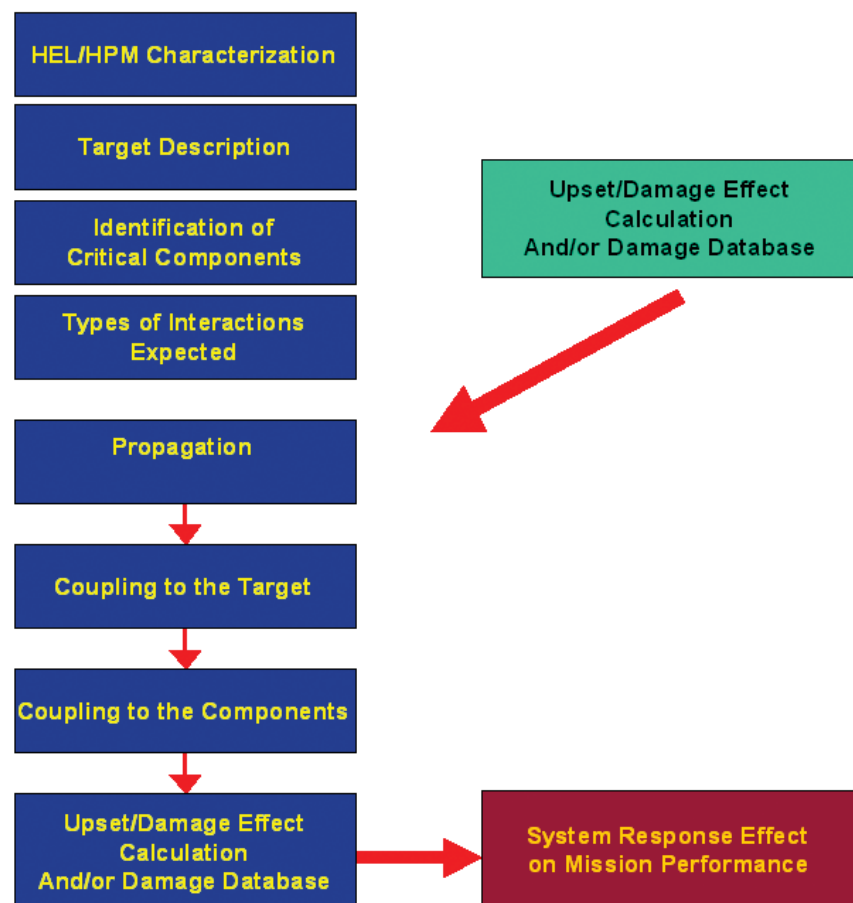 HEL/HPM Characterization
Target Description
Identification of
Critical Components
Types of Interactions
Expected
Upset/Damage Effect
Calculation
And/or Damage Database
Propagation
Coupling to the Target
Coupling to the Components
Upset/Damage Effect
Calculation
And/or Damage Database
System Response Effect
on Mission Performance